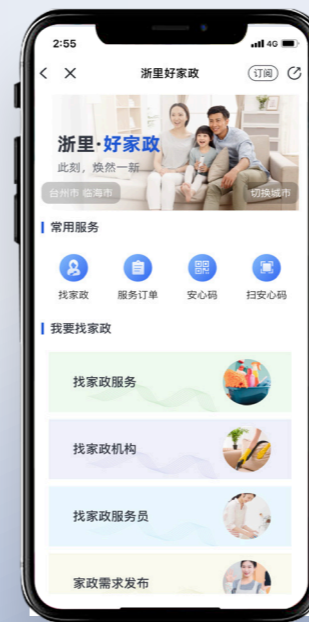 2:55
4G
浙里好家政
订阅
浙里·好家政
此刻，焕然一新
台州市 临海市
切换城市
常用服务
找家政
服务订单
安心码
扫安心码
我要找家政
找家政服务
找家政机构
找家政服务员
家政需求发布